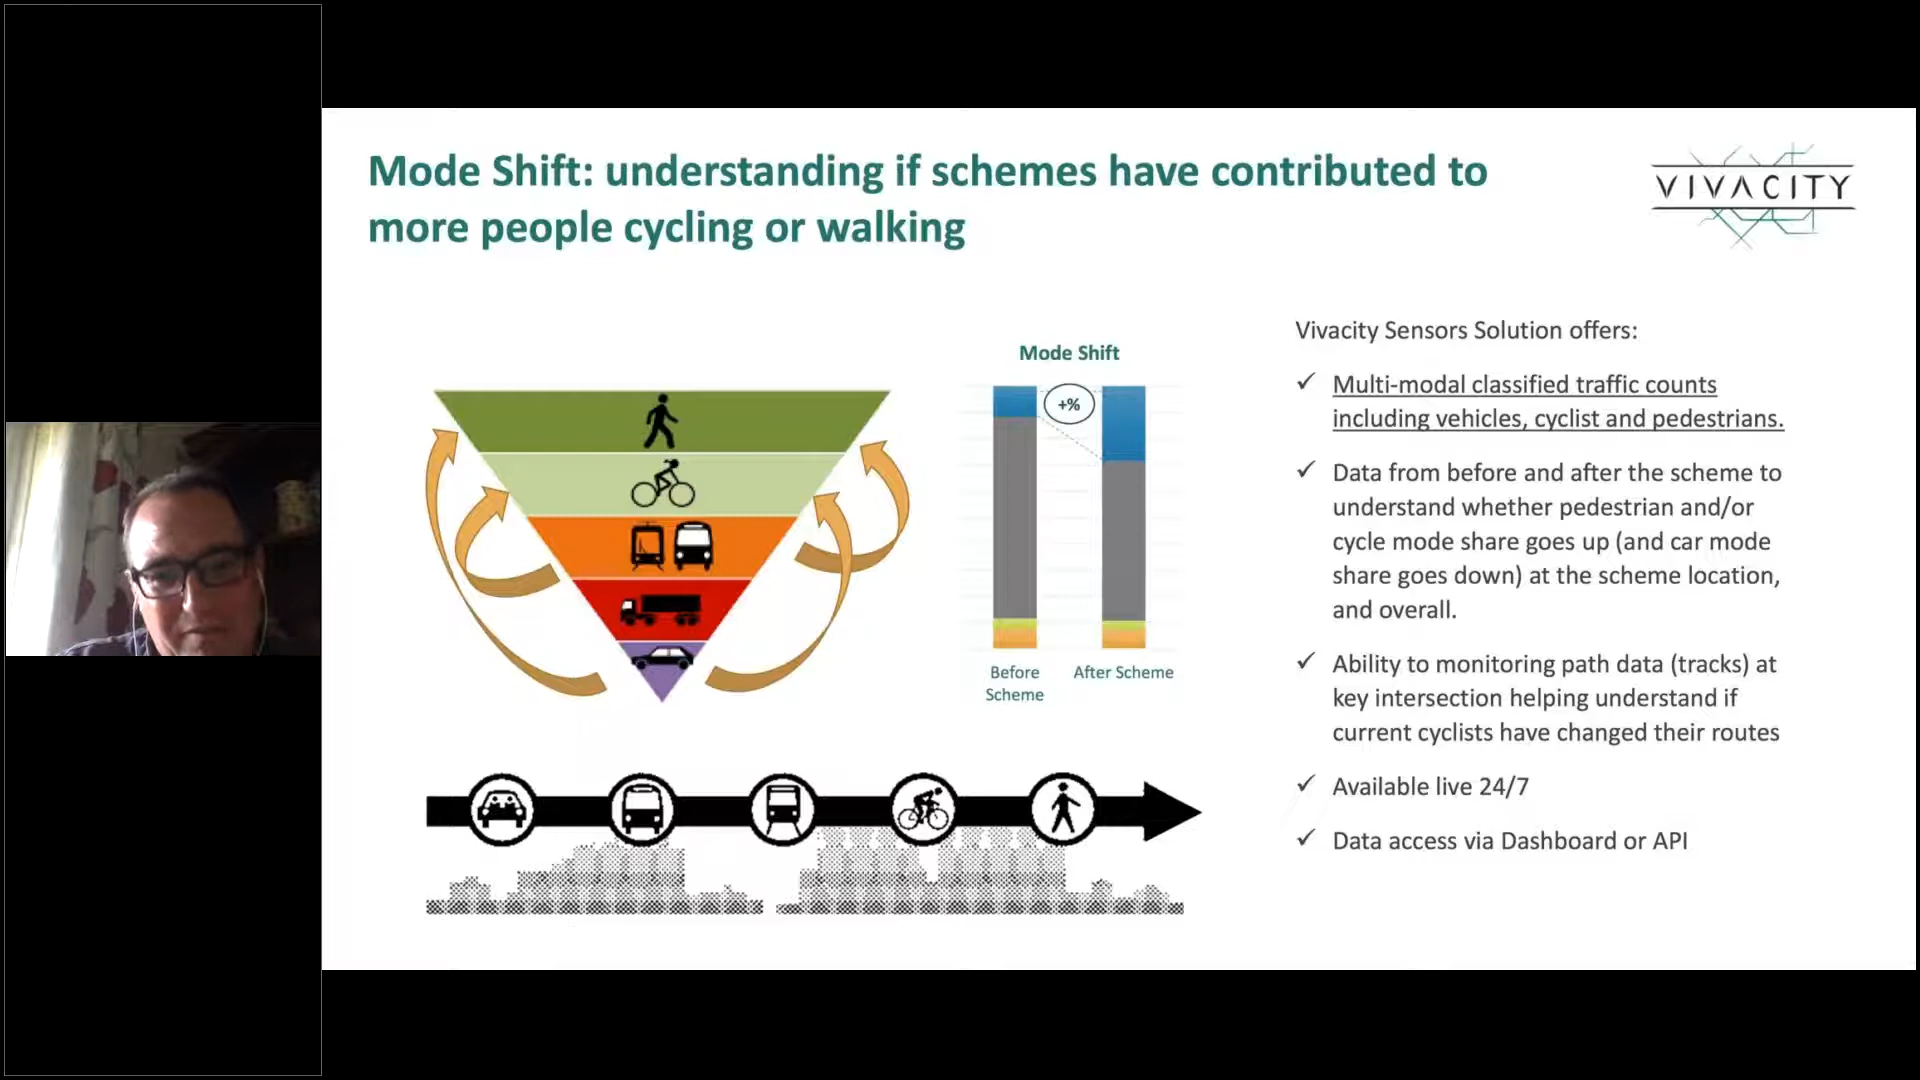 Mode Shift: understanding if schemes have contributed to
more people cycling or walking
VIVACITY
Mode Shift
+%
Before
Scheme
After Scheme
Vivacity Sensors Solution offers:
✓ Multi-modal classified traffic counts
including vehicles, cyclist and pedestrians.
✓ Data from before and after the scheme to
understand whether pedestrian and/or
cycle mode share goes up (and car mode
share goes down) at the scheme location,
and overall.
✓ Ability to monitoring path data (tracks) at
key intersection helping understand if
current cyclists have changed their routes
✓ Available live 24/7
✓ Data access via Dashboard or API